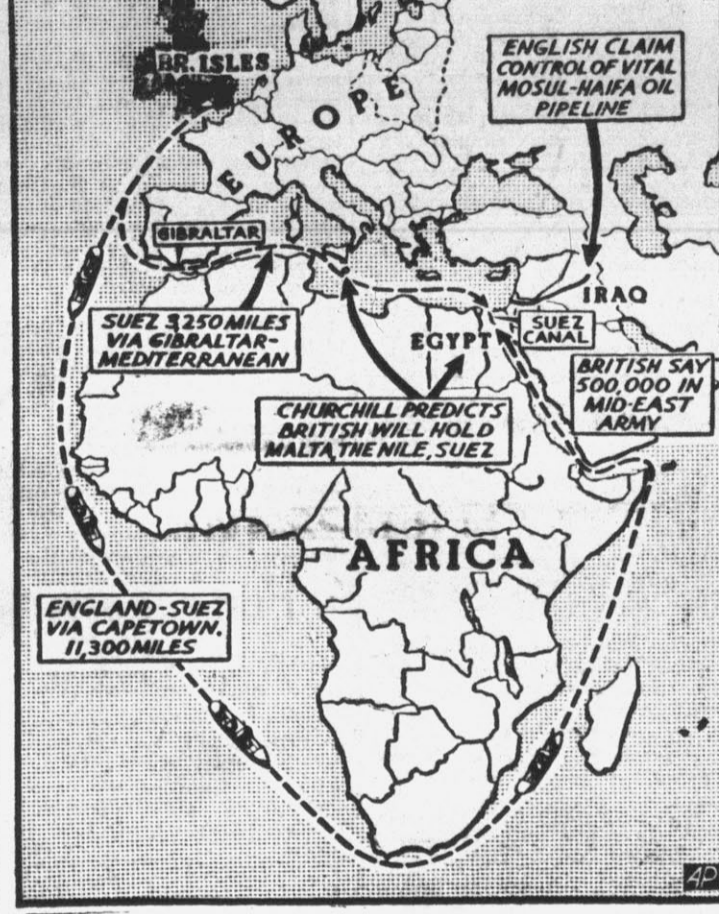 BR. ISLES
EUROPE
ENGLISH CLAIM
CONTROL OF VITAL
MOSUL-HAIFA OIL
PIPELINE
GIBRALTAR
IRAQ
SUEZ 3,250 MILES
VIA GIBRALTAR-
MEDITERRANEAN
EGYPT
SUEZ
CANAL
BRITISH SAY
500,000 IN
MID-EAST
ARMY
CHURCHILL PREDICTS
BRITISH WILL HOLD
MALTA, THE NILE, SUEZ
AFRICA
ENGLAND-SUEZ
VIA CAPETOWN.
11,300 MILES
AP